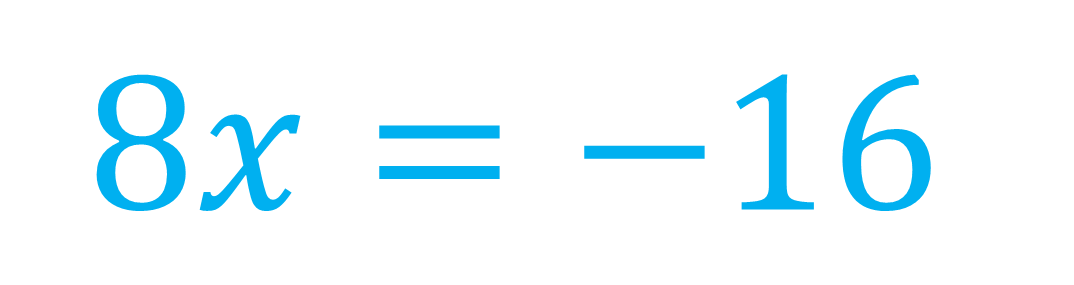 8x = −16